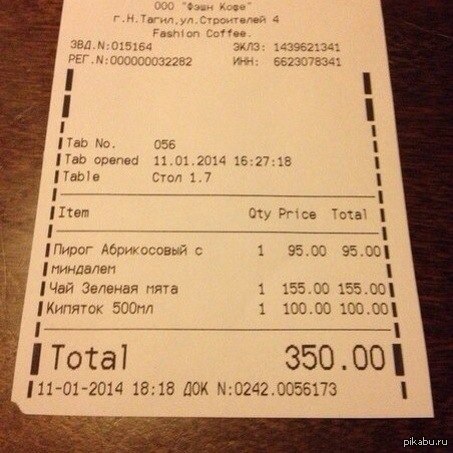 ООО "Фэшн Кофе"
г.Н.Тагил,ул.Строителей 4
Fashion Coffee.
ЗВД.N:015164 ЭКЛЗ: 1439621341
РЕГ.N:000000032282 ИНН: 6623078341
Tab No. 056
Tab opened 11.01.2014 16:27:18
Table Стол 1.7
Item Qty Price Total
Пирог Абрикосовый с 1 95.00 95.00
миндалем
Чай Зеленая мята 1 155.00 155.00
Кипяток 500мл 1 100.00 100.00
Total 350.00
11-01-2014 18:18 ДОК N:0242.0056173
pikabu.ru